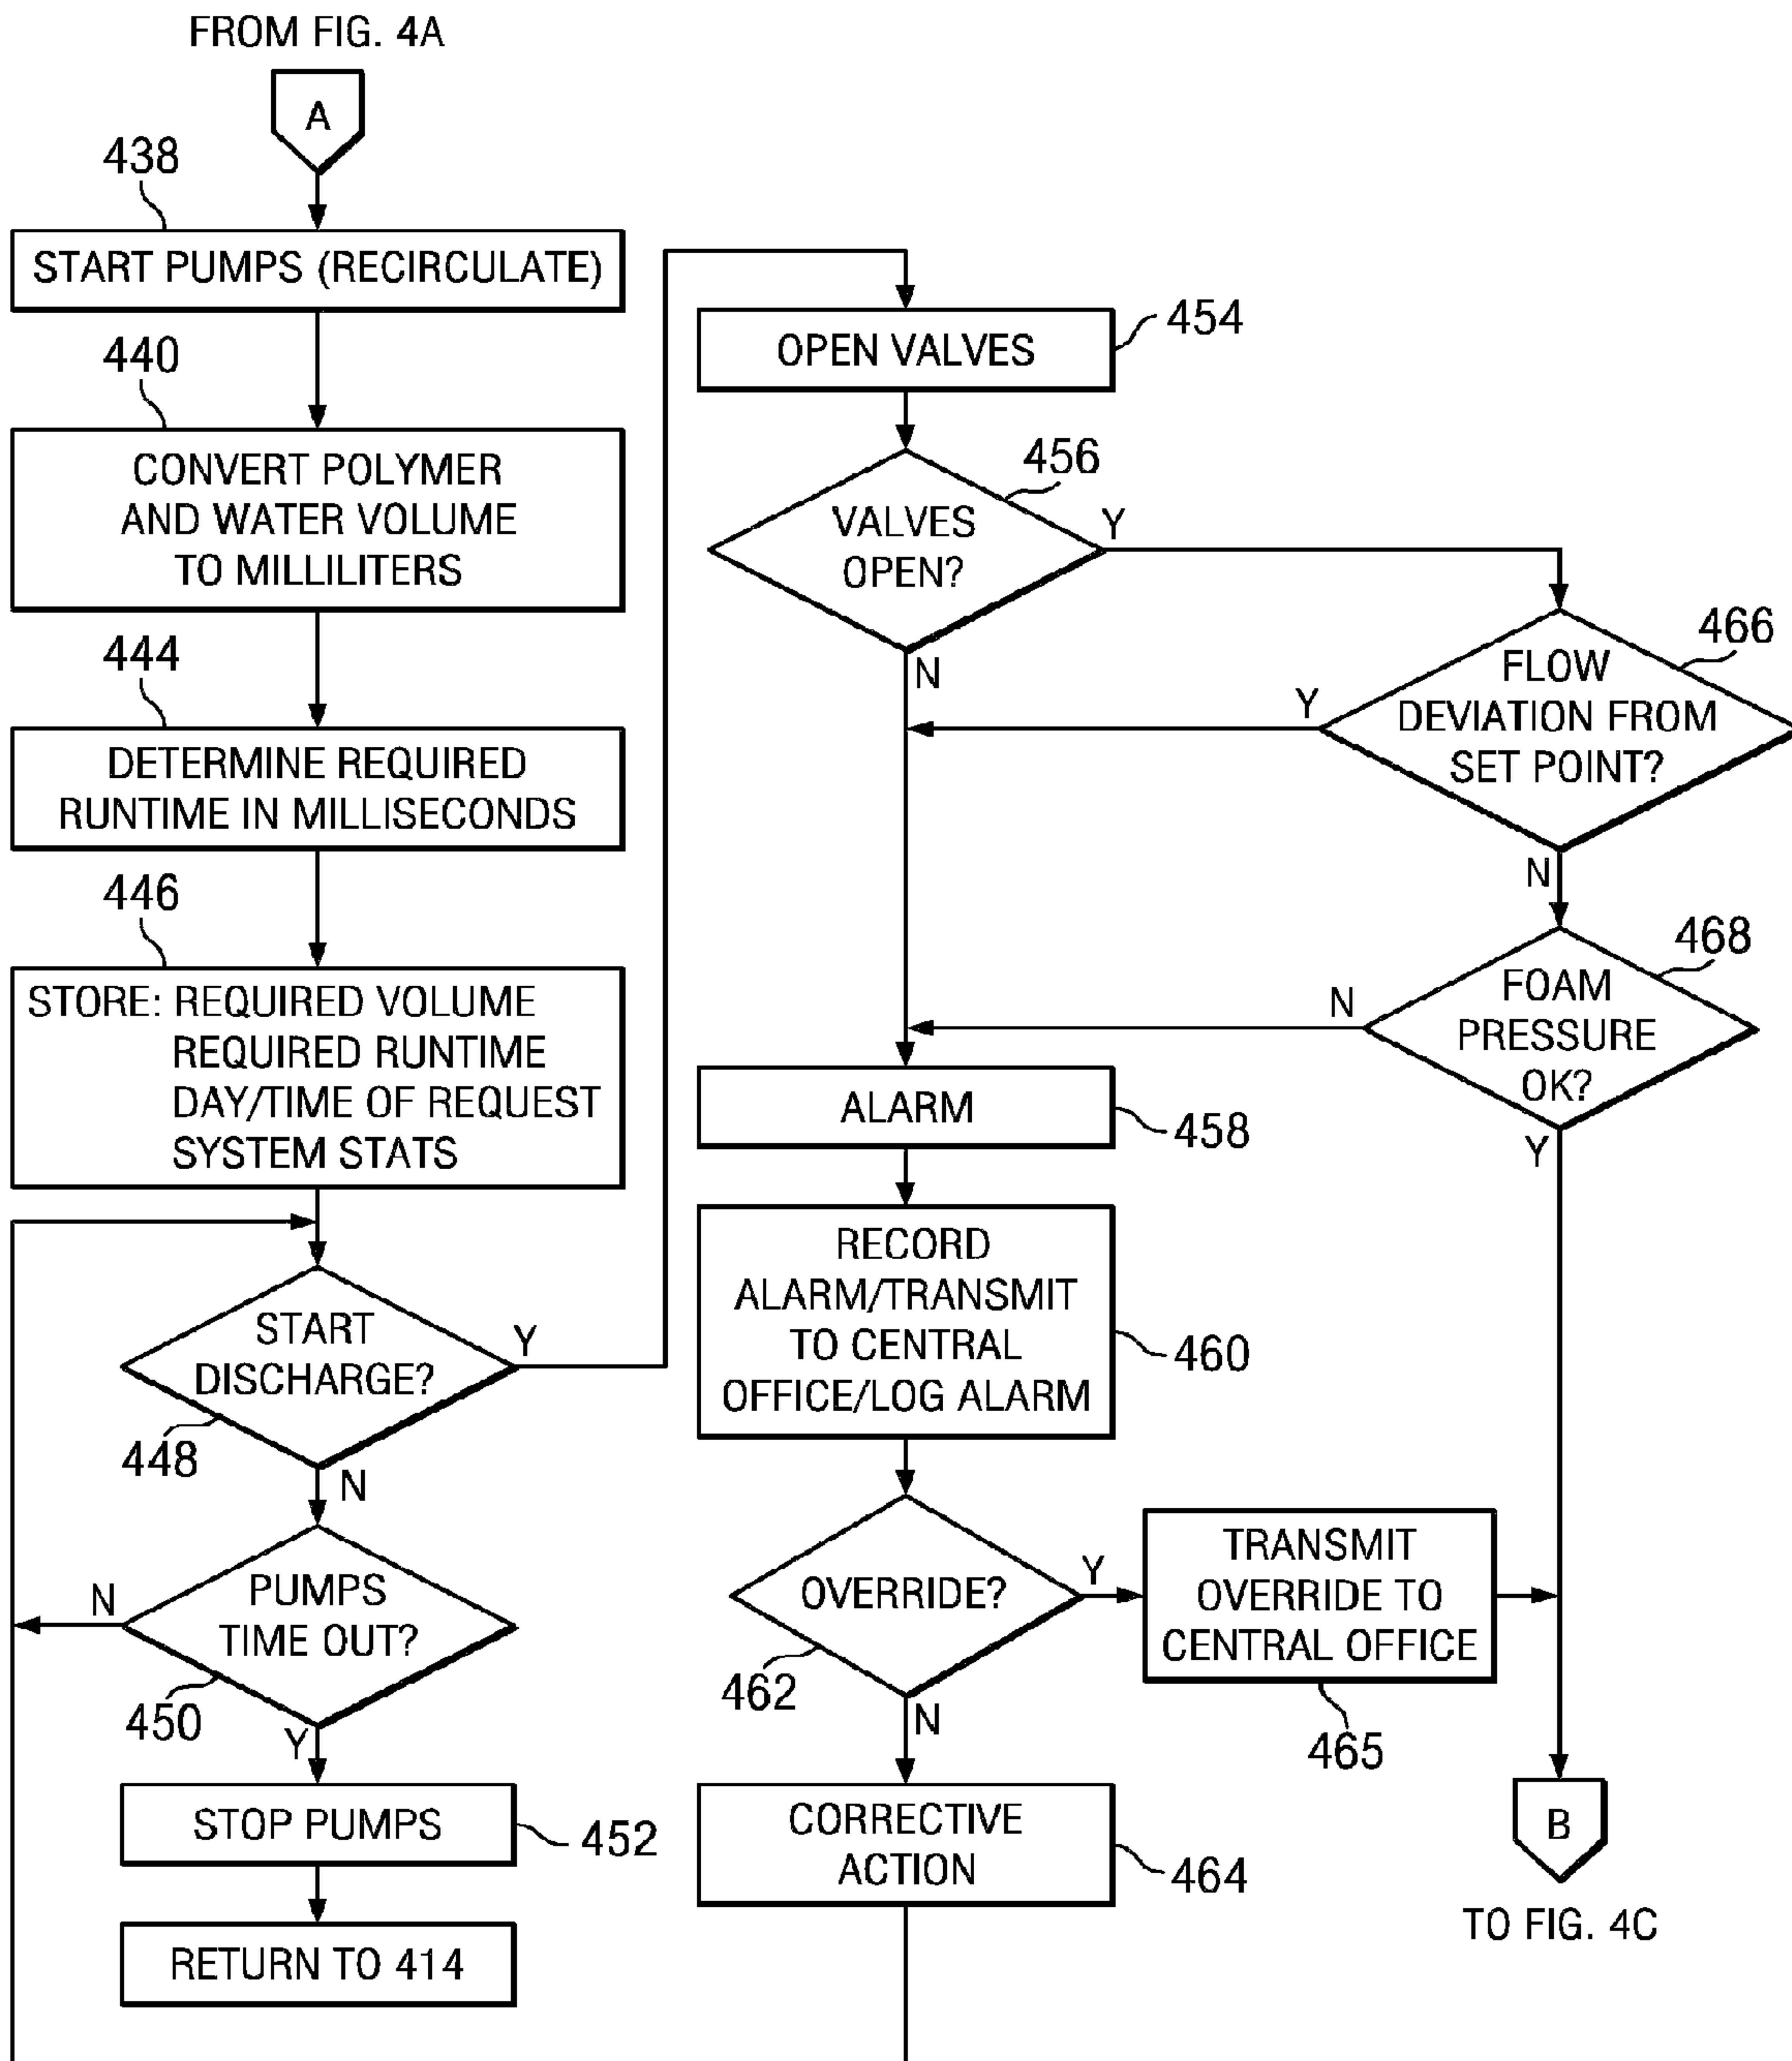 FROM FIG. 4A
A
438
START PUMPS (RECIRCULATE)
440
CONVERT POLYMER
AND WATER VOLUME
TO MILLILITERS
444
DETERMINE REQUIRED
RUNTIME IN MILLISECONDS
446
STORE: REQUIRED VOLUME
REQUIRED RUNTIME
DAY/TIME OF REQUEST
SYSTEM STATS
START
DISCHARGE?
Y
448
N
PUMPS
TIME OUT?
N
450
Y
STOP PUMPS
452
RETURN TO 414
OPEN VALVES
454
456
VALVES
OPEN?
Y
N
466
FLOW
DEVIATION FROM
SET POINT?
Y
N
468
FOAM
PRESSURE
OK?
N
Y
ALARM
458
RECORD
ALARM/TRANSMIT
TO CENTRAL
OFFICE/LOG ALARM
460
OVERRIDE?
Y
462
N
TRANSMIT
OVERRIDE TO
CENTRAL OFFICE
465
CORRECTIVE
ACTION
464
B
TO FIG. 4C